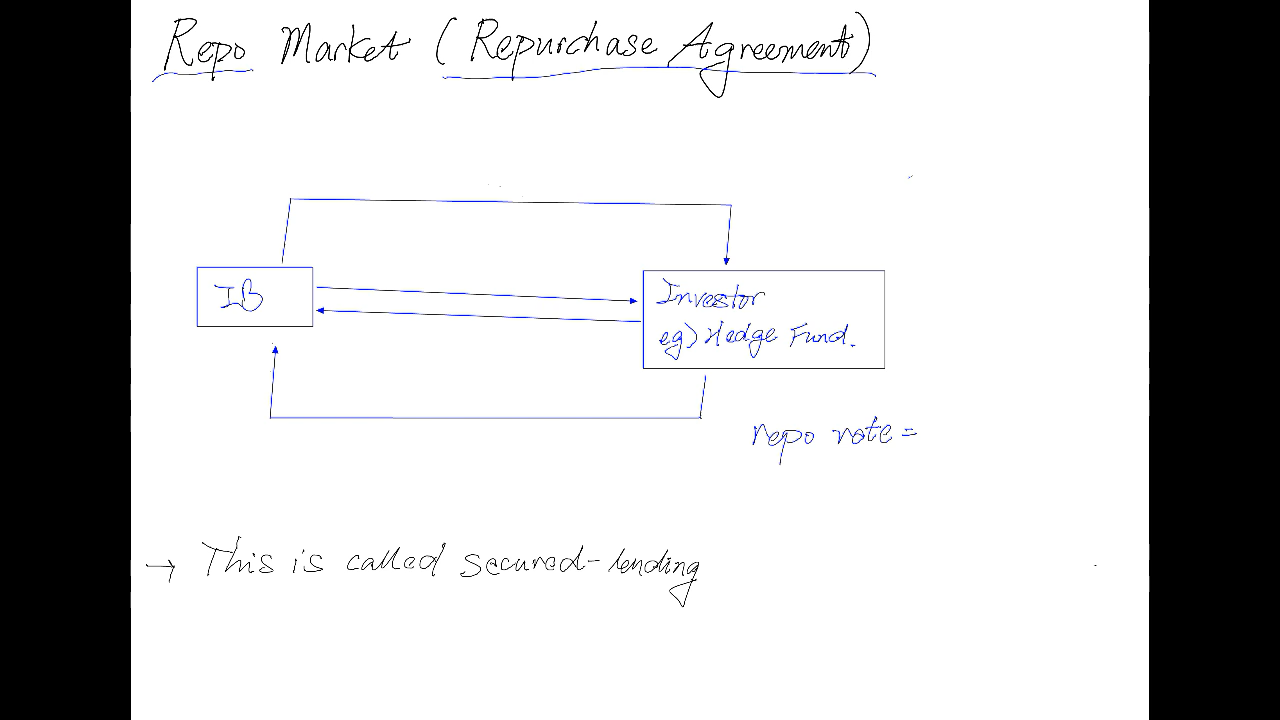 Repo Market (Repurchase Agreement)
IB
Investor
eg) Hedge Fund.
repo rate =
→ This is called secured-lending